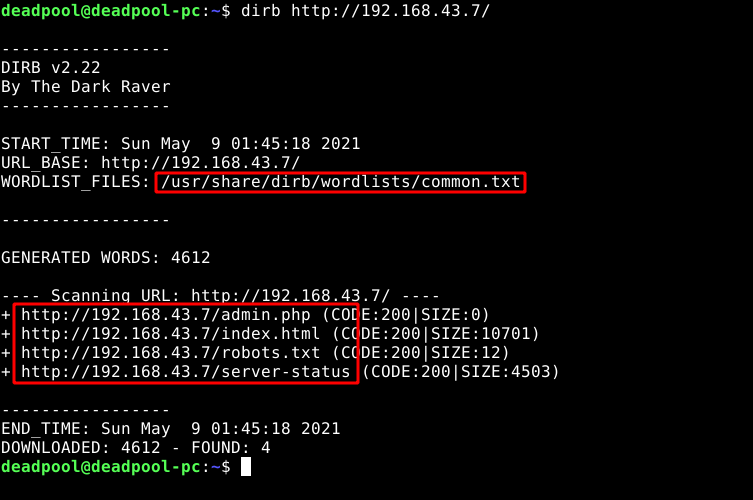 deadpool@deadpool-pc:~$ dirb http://192.168.43.7/
-----------------
DIRB v2.22
By The Dark Raver
-----------------
START_TIME: Sun May  9 01:45:18 2021
URL_BASE: http://192.168.43.7/
WORDLIST_FILES: /usr/share/dirb/wordlists/common.txt
-----------------
GENERATED WORDS: 4612
---- Scanning URL: http://192.168.43.7/ ----
+ http://192.168.43.7/admin.php (CODE:200|SIZE:0)
+ http://192.168.43.7/index.html (CODE:200|SIZE:10701)
+ http://192.168.43.7/robots.txt (CODE:200|SIZE:12)
+ http://192.168.43.7/server-status (CODE:200|SIZE:4503)
-----------------
END_TIME: Sun May  9 01:45:18 2021
DOWNLOADED: 4612 - FOUND: 4
deadpool@deadpool-pc:~$